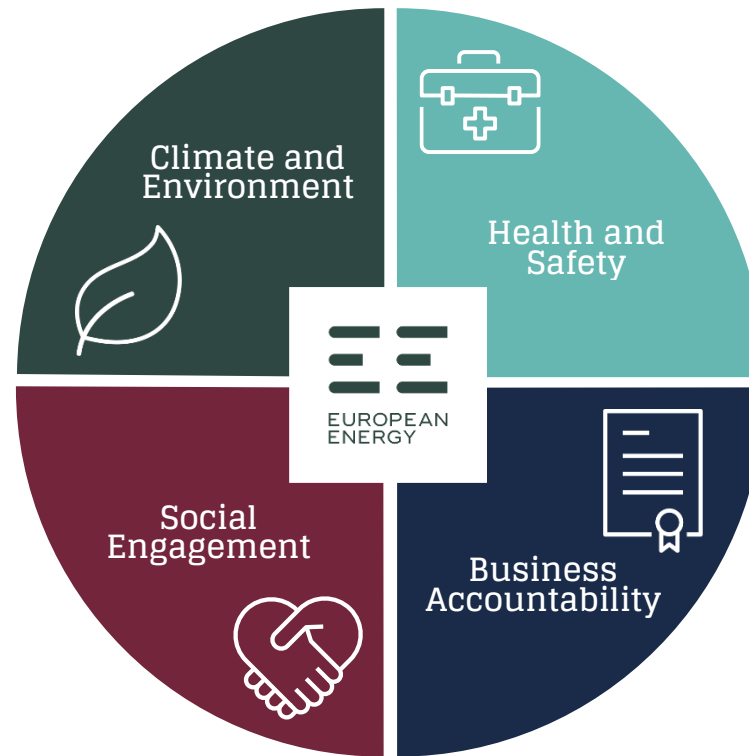 Climate and
Environment
Health and
Safety
EUROPEAN
ENERGY
Social
Engagement
Business
Accountability